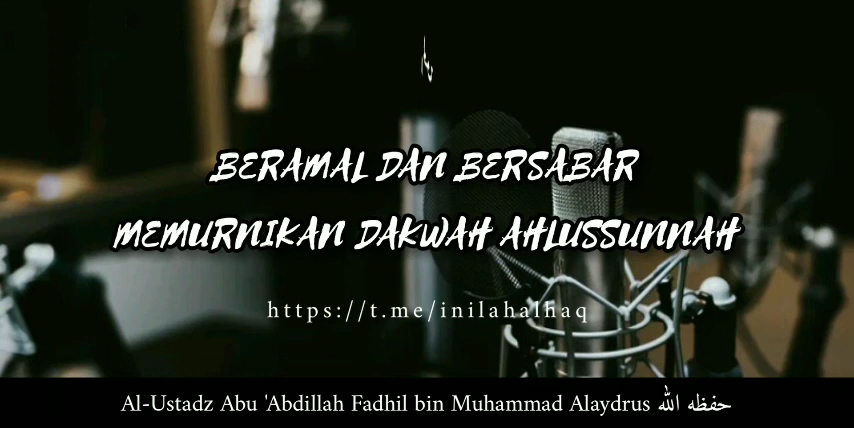 BERAMAL DAN BERSABAR
MEMURNIKAN DAKWAH AHLUSSUNNAH
https://t.me/inilahalhaq
Al-Ustadz Abu 'Abdillah Fadhil bin Muhammad Alaydrus حفظه الله